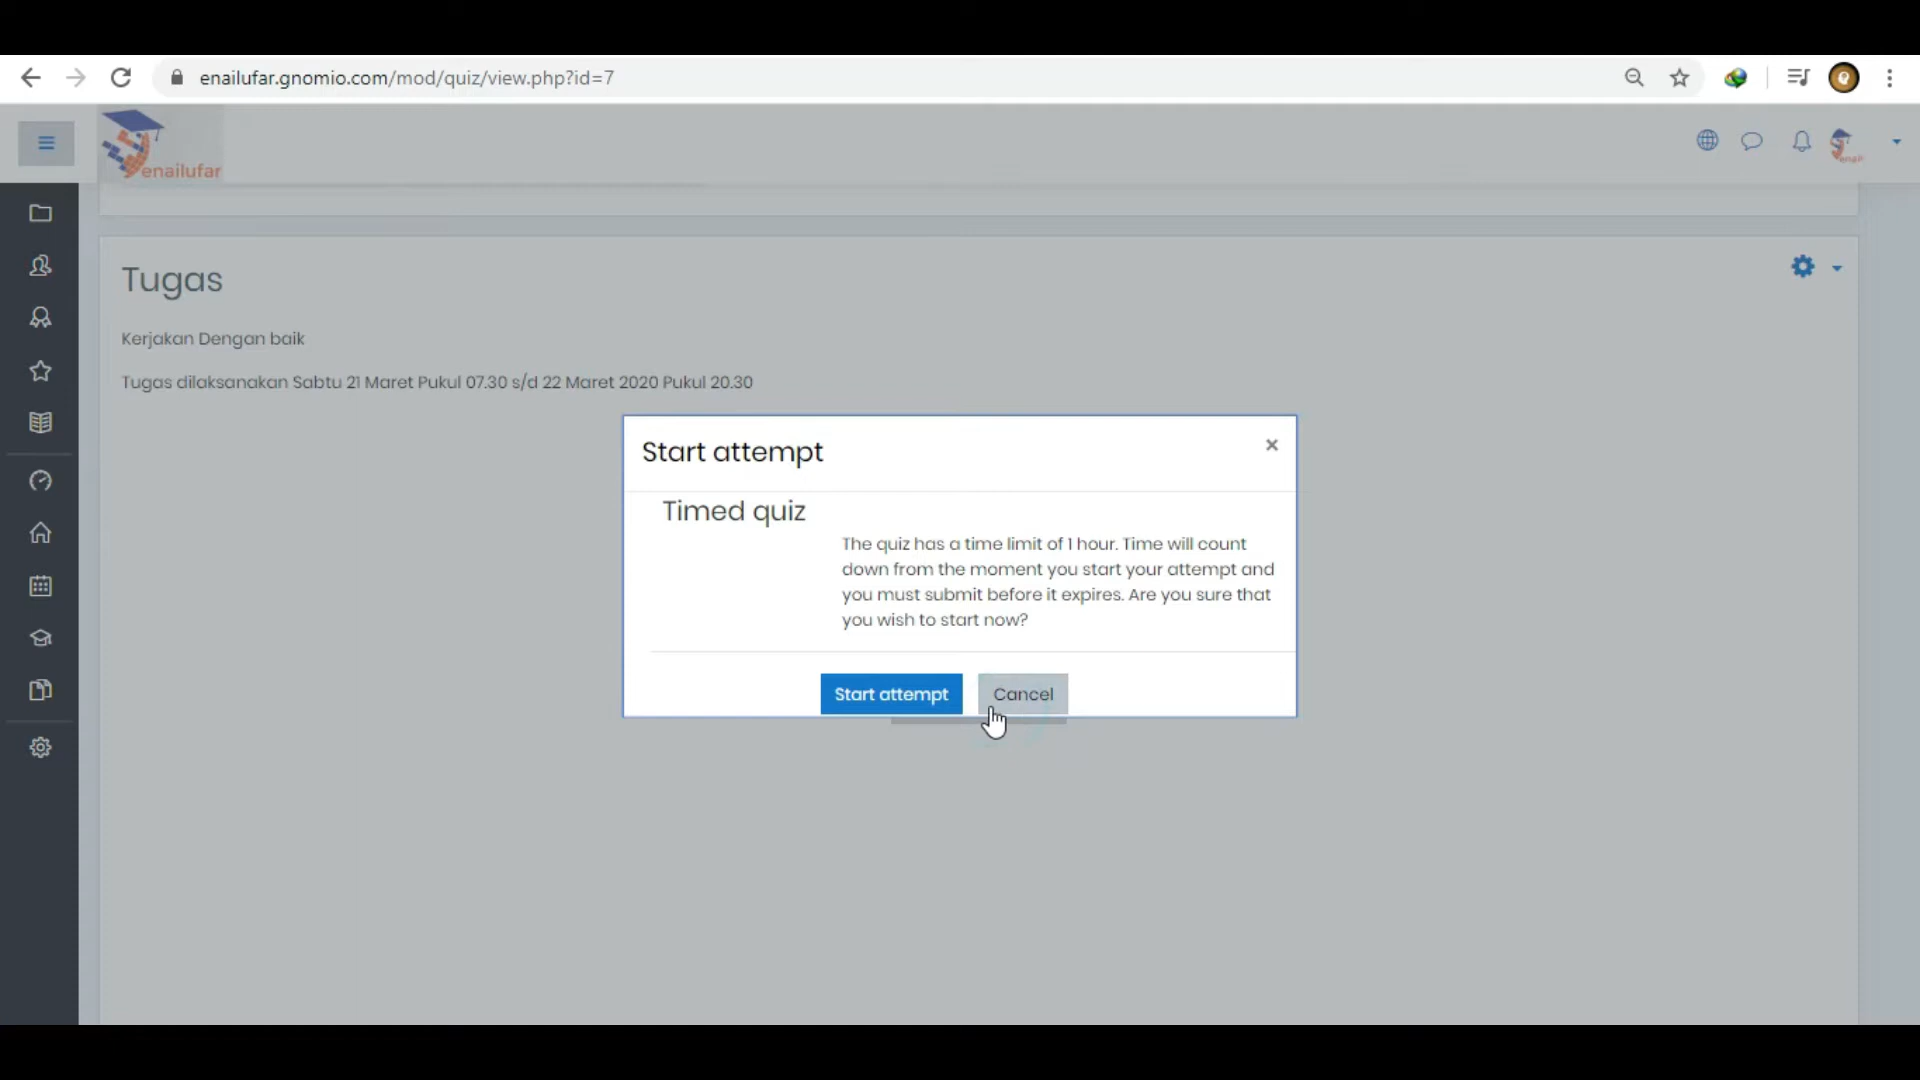 enailufar.gnomio.com/mod/quiz/view.php?id=7
enailufar
Tugas
Kerjakan Dengan baik
Tugas dilaksanakan Sabtu 21 Maret Pukul 07.30 s/d 22 Maret 2020 Pukul 20.30
Start attempt
×
Timed quiz
The quiz has a time limit of 1 hour. Time will count
down from the moment you start your attempt and
you must submit before it expires. Are you sure that
you wish to start now?
Start attempt
Cancel